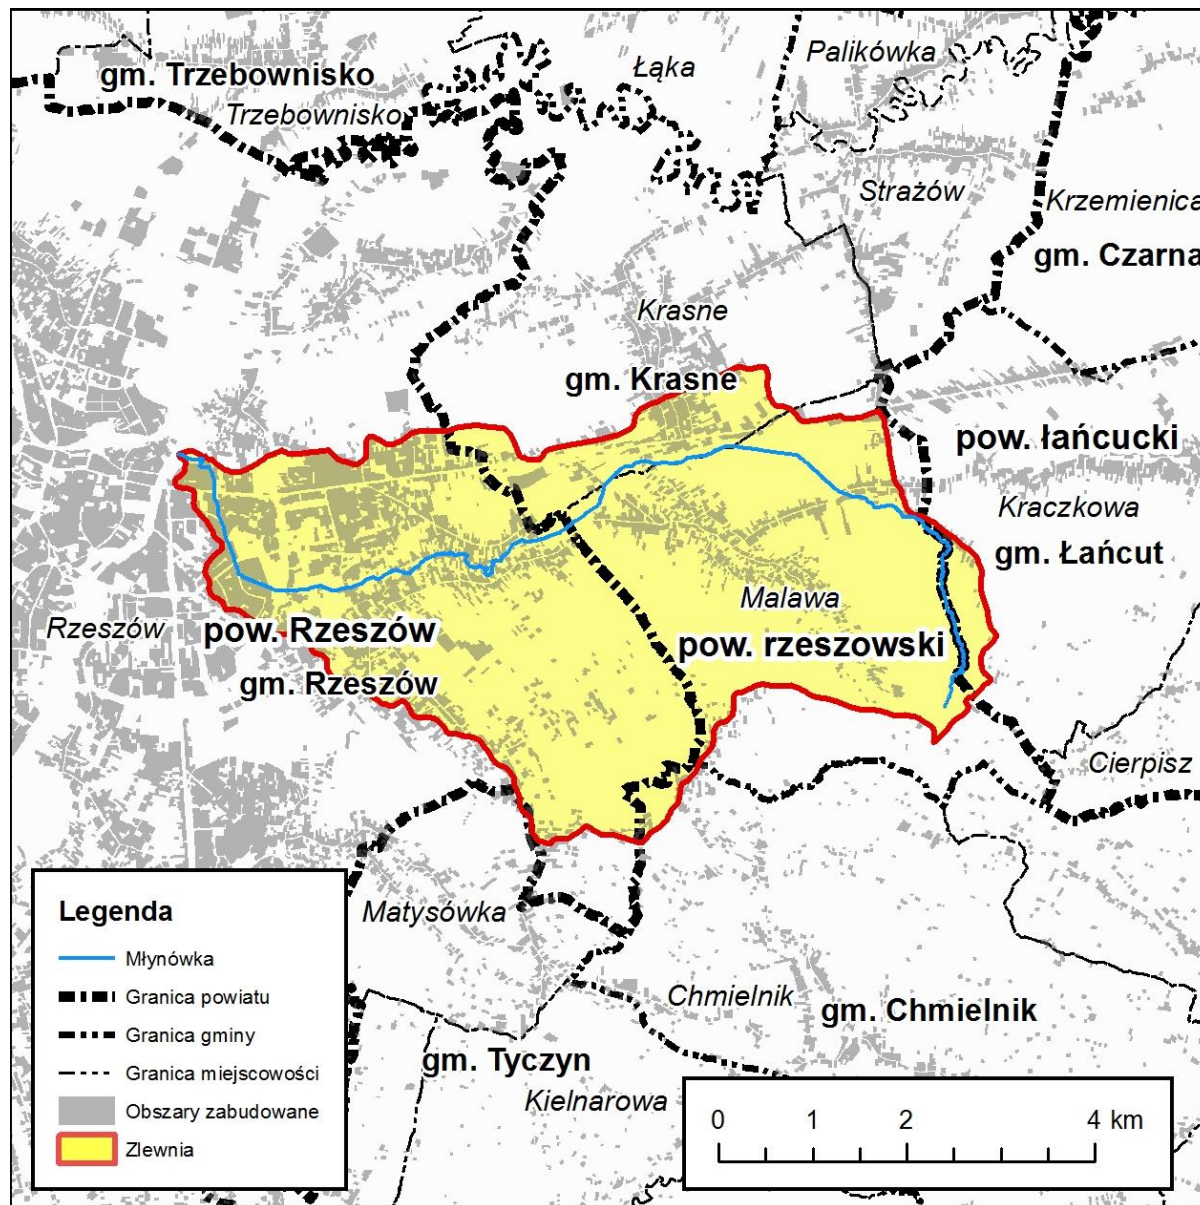 Palikówka
Łąka
gm. Trzebownisko
Trzebownisko
Strażów
Krzemienica
gm. Czarna
Krasne
gm. Krasne
pow. łańcucki
Kraczkowa
gm. Łańcut
Malawa
Rzeszów
pow. Rzeszów
pow. rzeszowski
gm. Rzeszów
Cierpisz
Matysówka
Chmielnik
gm. Chmielnik
gm. Tyczyn
Kielnarowa
Legenda
Młynówka
Granica powiatu
Granica gminy
Granica miejscowości
Obszary zabudowane
Zlewnia
0 1 2 4 km